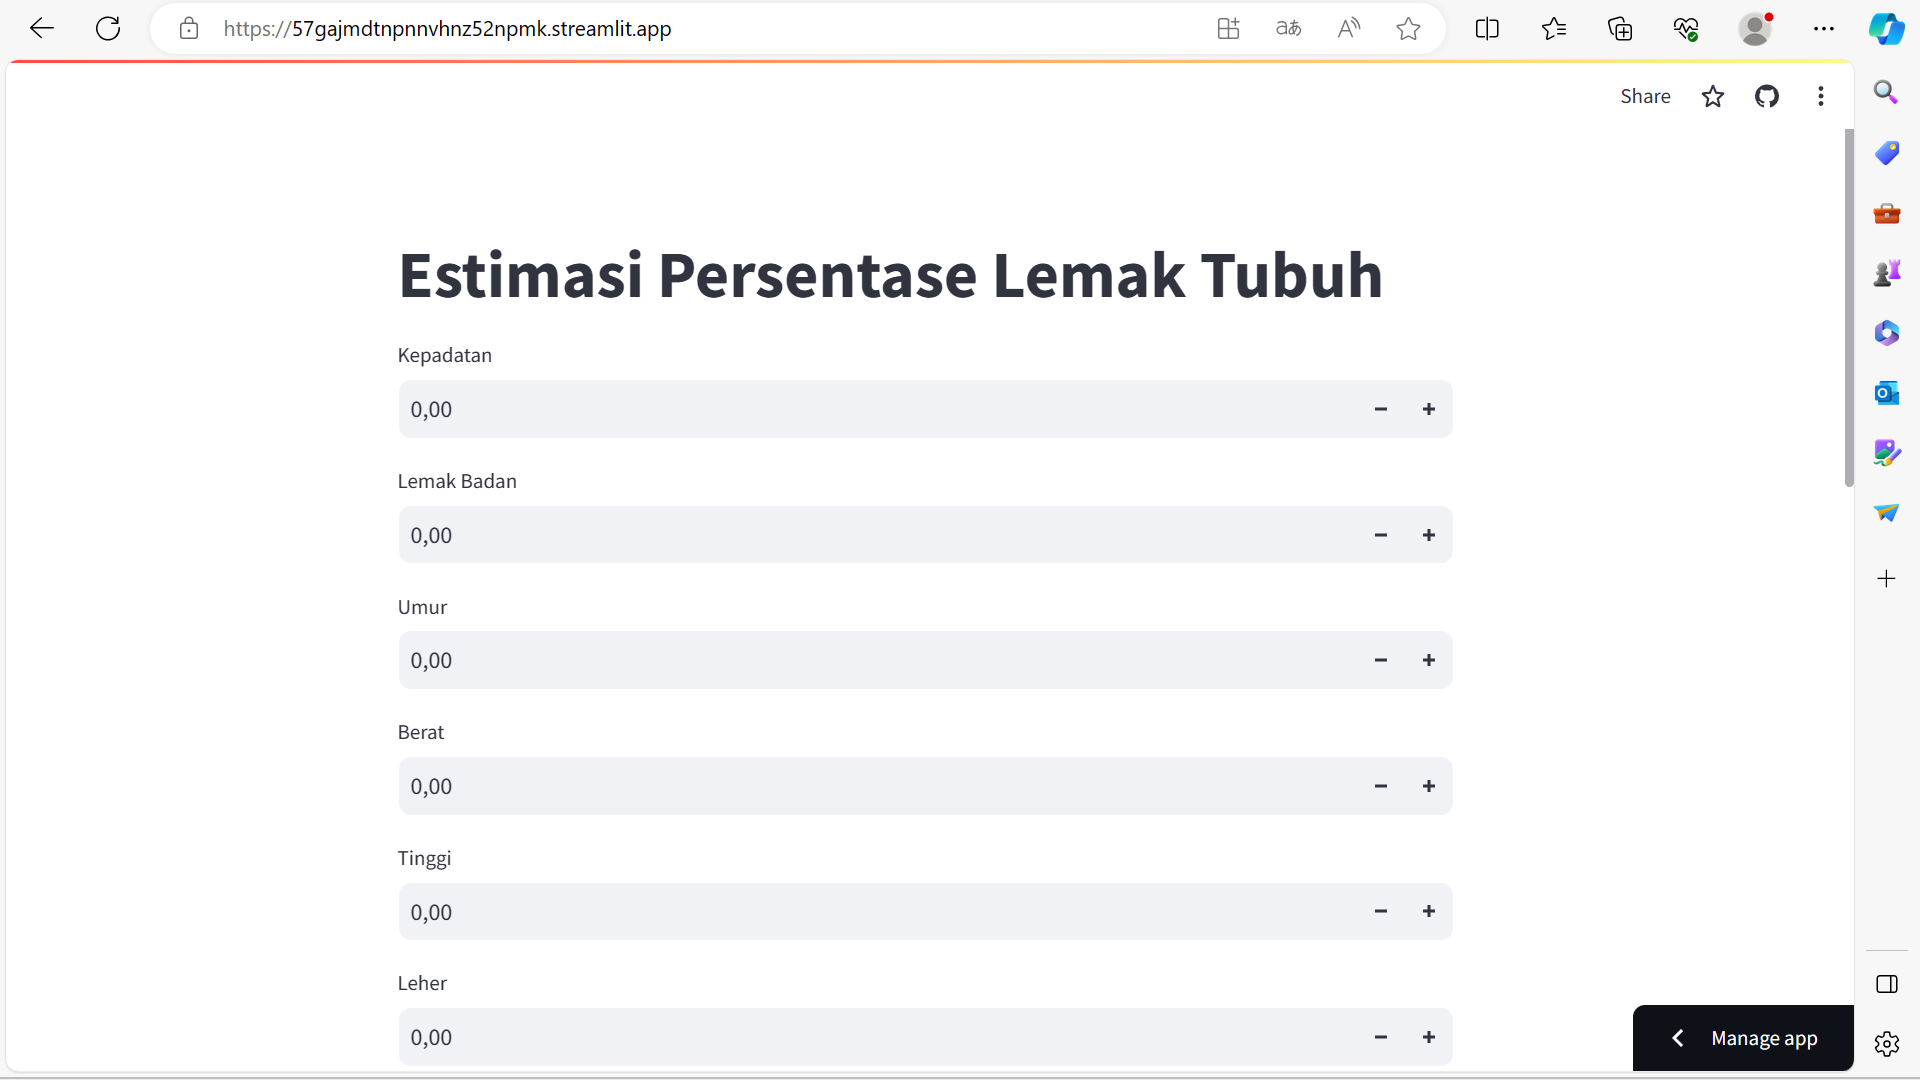 https://57gajmdtnpnnvhnz52npmk.streamlit.app
Share
Estimasi Persentase Lemak Tubuh
Kepadatan
0,00
Lemak Badan
0,00
Umur
0,00
Berat
0,00
Tinggi
0,00
Leher
0,00
Manage app